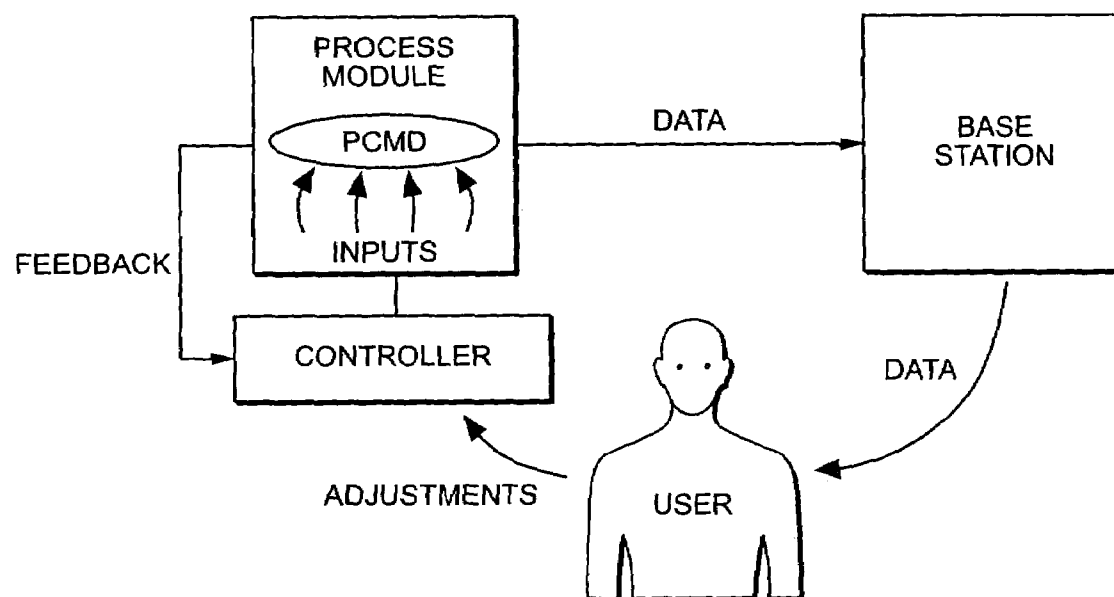 PROCESS
MODULE
PCMD
INPUTS
DATA
BASE
STATION
FEEDBACK
CONTROLLER
DATA
ADJUSTMENTS
USER